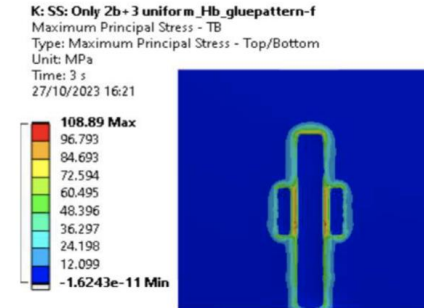 K: SS: Only 2b+3 uniform_Hb_gluepattern-f
Maximum Principal Stress - TB
Type: Maximum Principal Stress - Top/Bottom
Unit: MPa
Time: 3 s
27/10/2023 16:21
108.89 Max
96.793
84.693
72.594
60.495
48.396
36.297
24.198
12.099
-1.6243e-11 Min